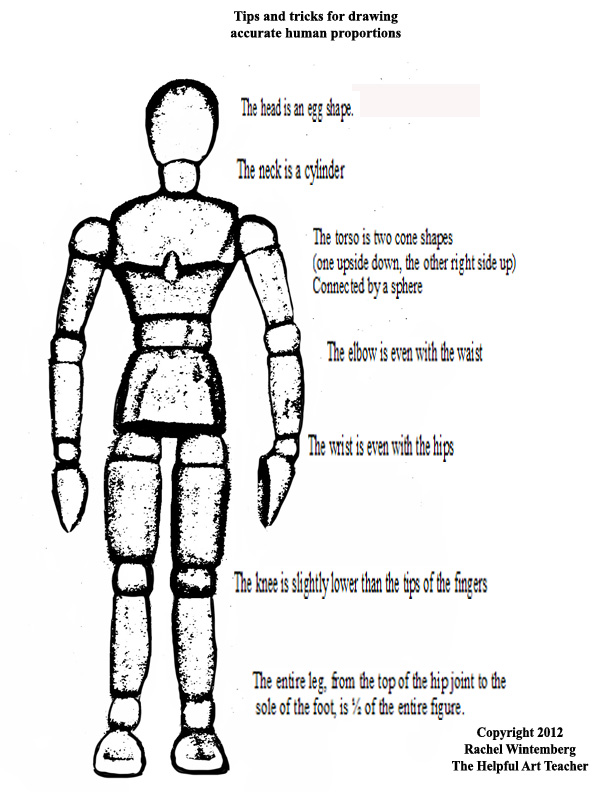 Tips and tricks for drawing
accurate human proportions
The head is an egg shape.
The neck is a cylinder
The torso is two cone shapes
(one upside down, the other right side up)
Connected by a sphere
The elbow is even with the waist
The wrist is even with the hips
The knee is slightly lower than the tips of the fingers
The entire leg, from the top of the hip joint to the
sole of the foot, is ½ of the entire figure.
Copyright 2012
Rachel Wintemberg
The Helpful Art Teacher